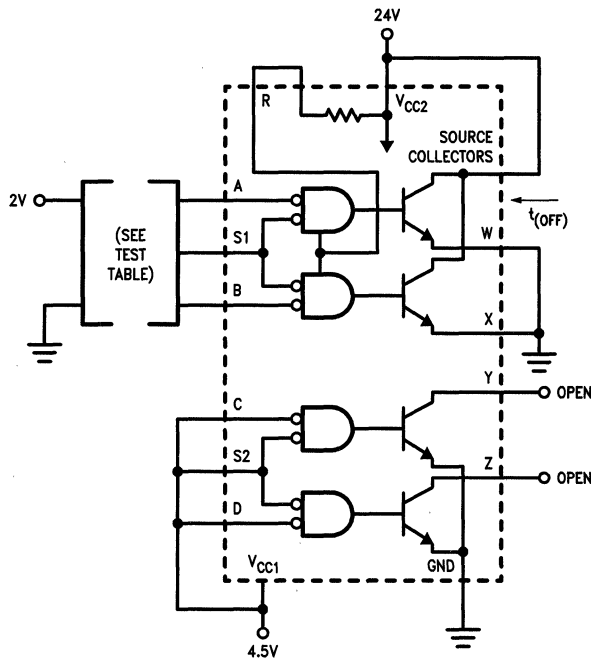 24V
R
VCC2
SOURCE
COLLECTORS
A
2V
t(OFF)
(SEE
TEST
TABLE)
S1
W
B
X
Y
OPEN
C
S2
Z
OPEN
D
VCC1
GND
4.5V